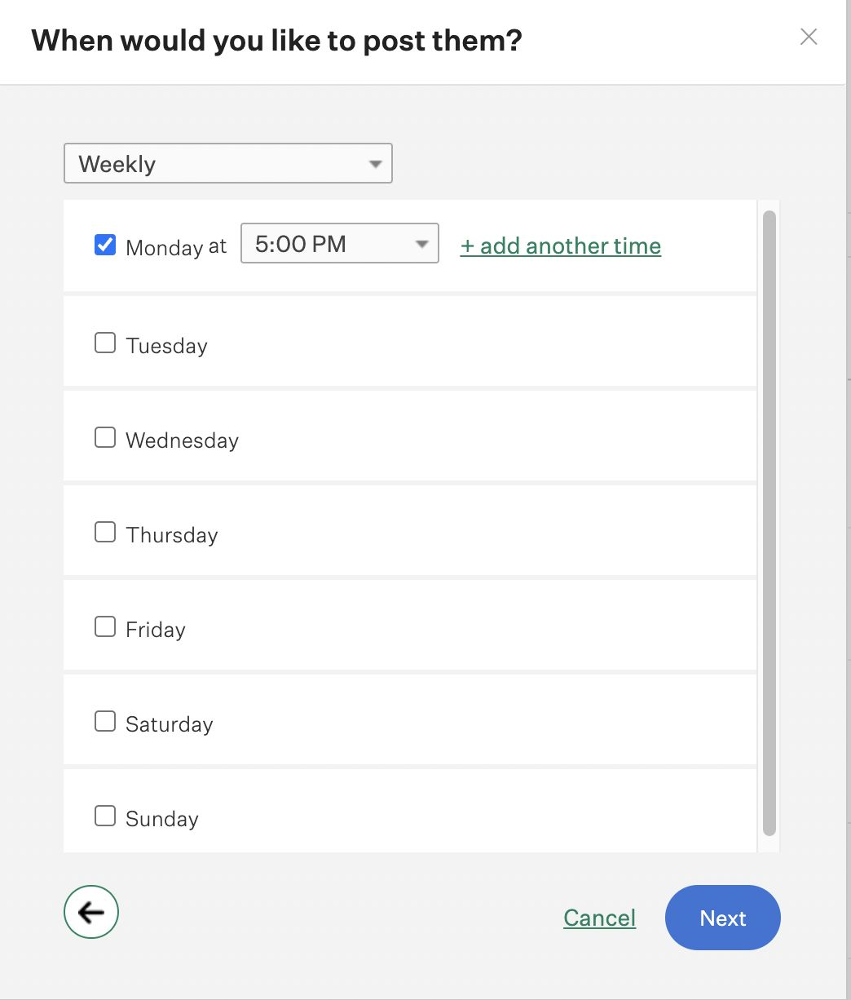 When would you like to post them?
Weekly
Monday at 5:00 PM + add another time
Tuesday
Wednesday
Thursday
Friday
Saturday
Sunday
Cancel Next